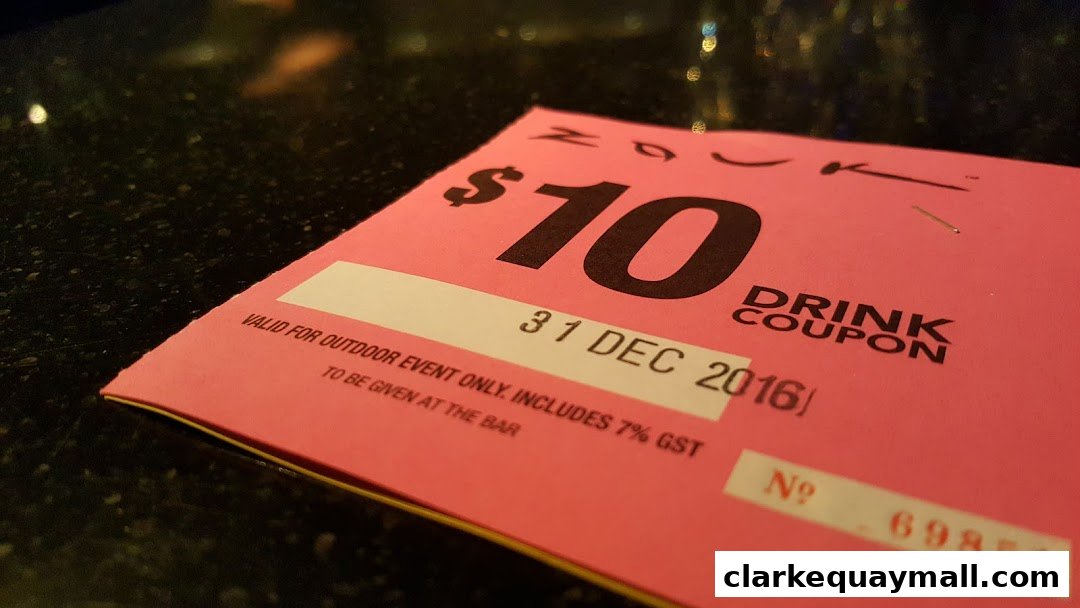 ZOUK
$10
DRINK
COUPON
31 DEC 2016
VALID FOR OUTDOOR EVENT ONLY. INCLUDES 7% GST
TO BE GIVEN AT THE BAR
Nº 6985
clarkequaymall.com